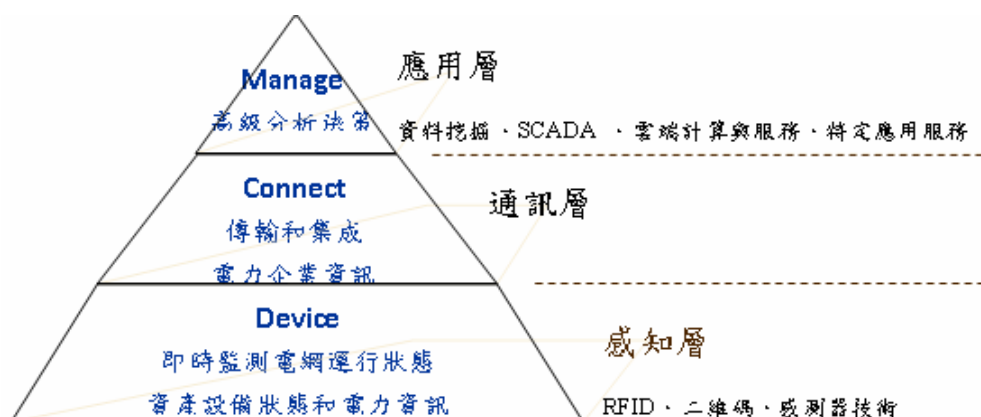 Manage
高級分析決策
應用層
資料挖掘、SCADA 、雲端計算與服務、特定應用服務
Connect
傳輸和集成
電力企業資訊
通訊層
Device
即時監測電網運行狀態
資產設備狀態和電力資訊
感知層
RFID、二維碼、感測器技術